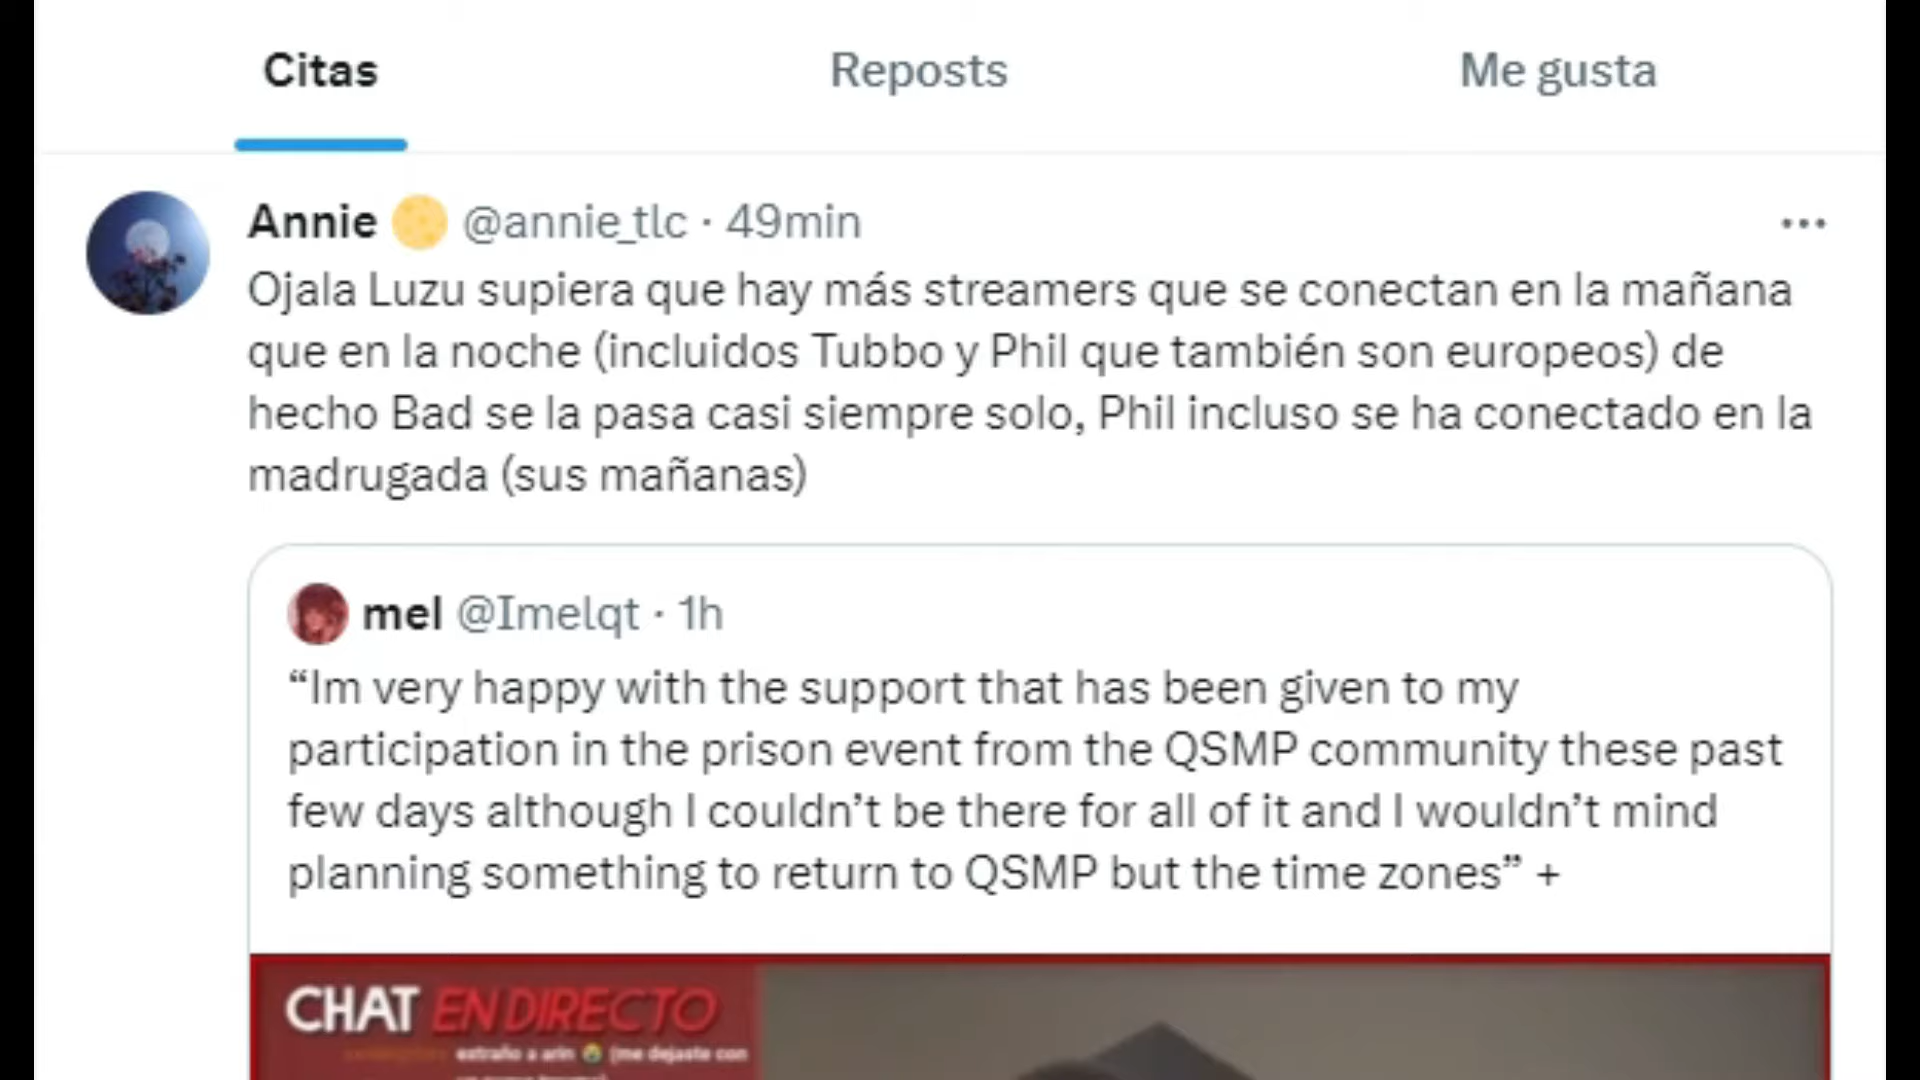 Citas
Reposts
Me gusta
Annie @annie_tlc · 49min
Ojala Luzu supiera que hay más streamers que se conectan en la mañana
que en la noche (incluidos Tubbo y Phil que también son europeos) de
hecho Bad se la pasa casi siempre solo, Phil incluso se ha conectado en la
madrugada (sus mañanas)
mel @Imelqt · 1h
“Im very happy with the support that has been given to my
participation in the prison event from the QSMP community these past
few days although I couldn’t be there for all of it and I wouldn’t mind
planning something to return to QSMP but the time zones” +
CHAT EN DIRECTO
extraño a arin (me dejaste con